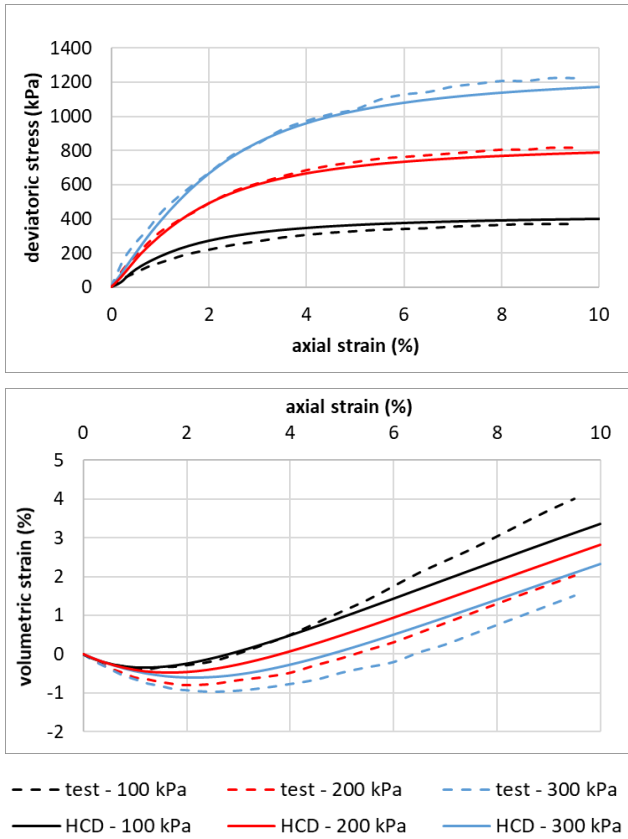 1400
1200
1000
800
600
400
200
0
deviatoric stress (kPa)
0 2 4 6 8 10
axial strain (%)
axial strain (%)
0 2 4 6 8 10
5
4
3
2
1
0
-1
-2
volumetric strain (%)
test - 100 kPa test - 200 kPa test - 300 kPa
HCD - 100 kPa HCD - 200 kPa HCD - 300 kPa